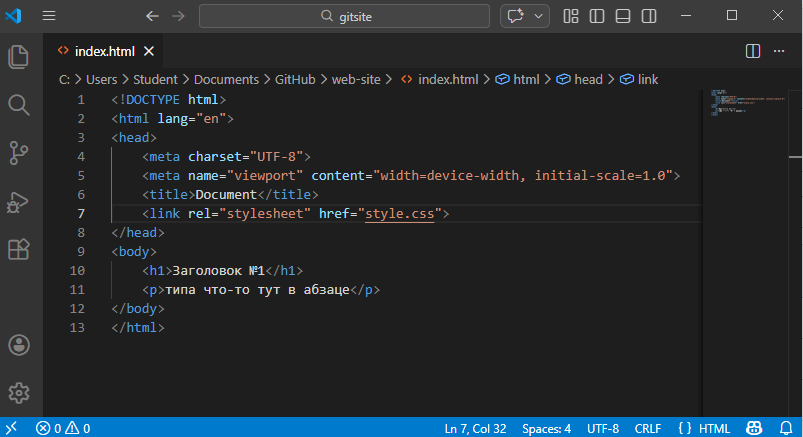 gitsite
index.html
C: > Users > Student > Documents > GitHub > web-site > index.html > html > head > link
1 <!DOCTYPE html>
2 <html lang="en">
3 <head>
4 <meta charset="UTF-8">
5 <meta name="viewport" content="width=device-width, initial-scale=1.0">
6 <title>Document</title>
7 <link rel="stylesheet" href="style.css">
8 </head>
9 <body>
10 <h1>Заголовок №1</h1>
11 <p>типа что-то тут в абзаце</p>
12 </body>
13 </html>
0 0 Ln 7, Col 32 Spaces: 4 UTF-8 CRLF { } HTML